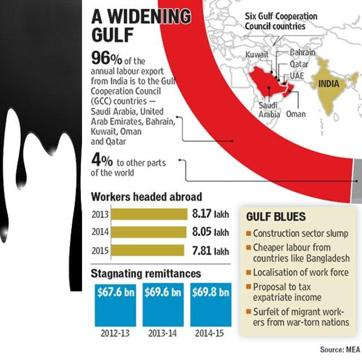 A WIDENING
GULF
96% of the
annual labour export
from India is to the Gulf
Cooperation Council
(GCC) countries —
Saudi Arabia, United
Arab Emirates, Bahrain,
Kuwait, Oman
and Qatar
4% to other parts
of the world
Six Gulf Cooperation
Council countries
Kuwait
Bahrain
Qatar
UAE
INDIA
Saudi
Arabia
Oman
Workers headed abroad
2013 8.17 lakh
2014 8.05 lakh
2015 7.81 lakh
Stagnating remittances
$67.6 bn $69.6 bn $69.8 bn
2012-13 2013-14 2014-15
GULF BLUES
Construction sector slump
Cheaper labour from
countries like Bangladesh
Localisation of work force
Proposal to tax
expatriate income
Surfeit of migrant work-
ers from war-torn nations
Source: MEA